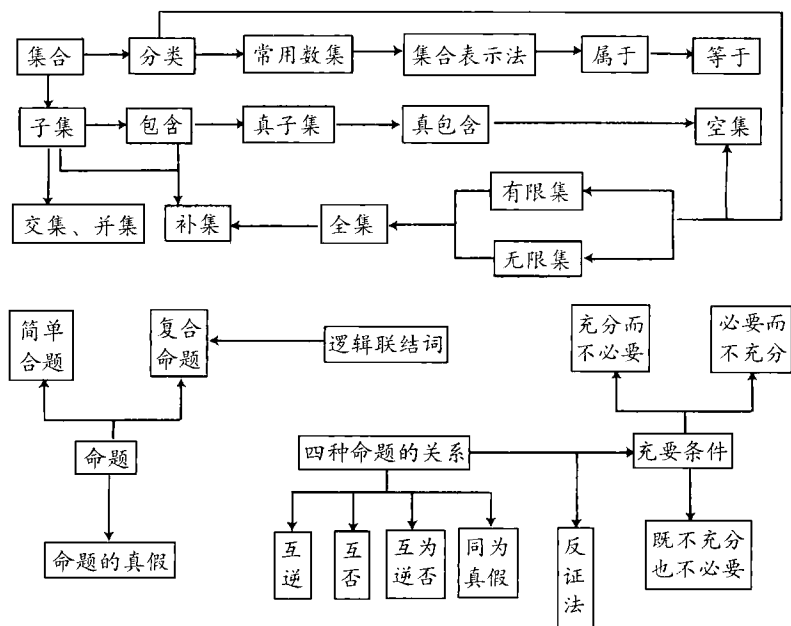 集合
分类
常用数集
集合表示法
属于
等于
子集
包含
真子集
真包含
空集
交集、并集
补集
全集
有限集
无限集
简单
合题
复合
命题
逻辑联结词
充分而
不必要
必要而
不充分
命题
命题的真假
四种命题的关系
充要条件
互
逆
互
否
互为
逆否
同为
真假
反
证
法
既不充分
也不必要